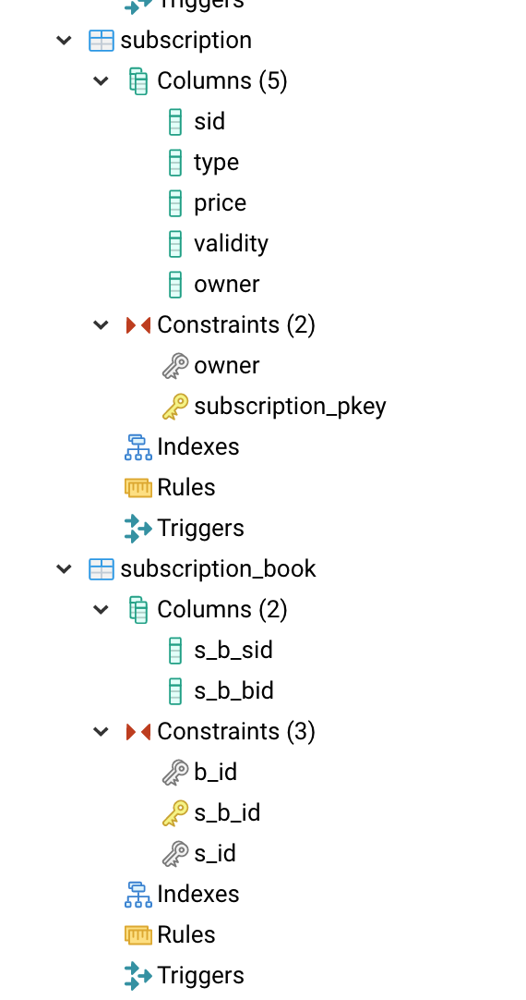 Triggers
subscription
Columns (5)
sid
type
price
validity
owner
Constraints (2)
owner
subscription_pkey
Indexes
Rules
Triggers
subscription_book
Columns (2)
s_b_sid
s_b_bid
Constraints (3)
b_id
s_b_id
s_id
Indexes
Rules
Triggers